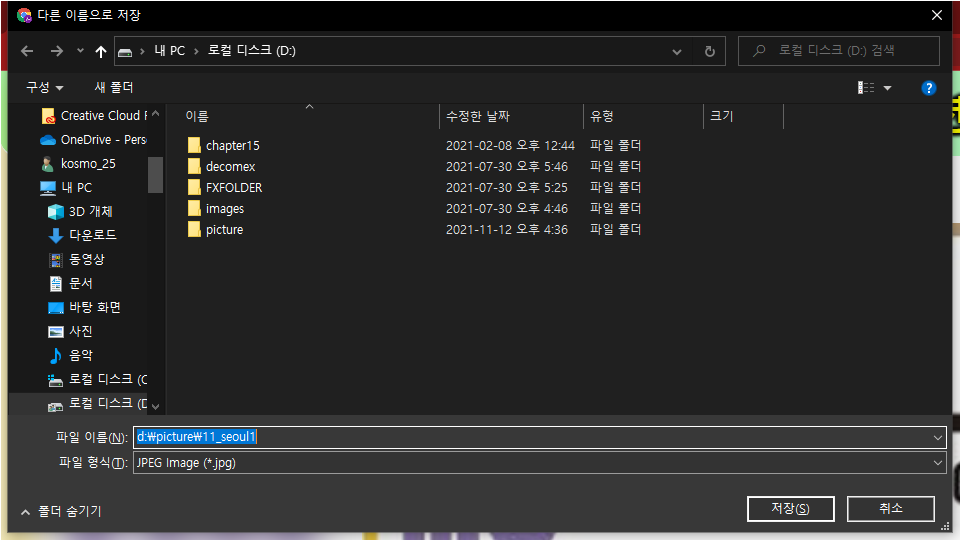 다른 이름으로 저장
내 PC › 로컬 디스크 (D:)
로컬 디스크 (D:) 검색
구성 새 폴더
Creative Cloud F
OneDrive - Perso
kosmo_25
내 PC
3D 개체
다운로드
동영상
문서
바탕 화면
사진
음악
로컬 디스크 (C
로컬 디스크 (D
이름 수정한 날짜 유형 크기
chapter15 2021-02-08 오후 12:44 파일 폴더
decomex 2021-07-30 오후 5:46 파일 폴더
FXFOLDER 2021-07-30 오후 5:25 파일 폴더
images 2021-07-30 오후 4:46 파일 폴더
picture 2021-11-12 오후 4:36 파일 폴더
파일 이름(N): d:₩picture₩11_seoul1
파일 형식(T): JPEG Image (*.jpg)
폴더 숨기기 저장(S) 취소